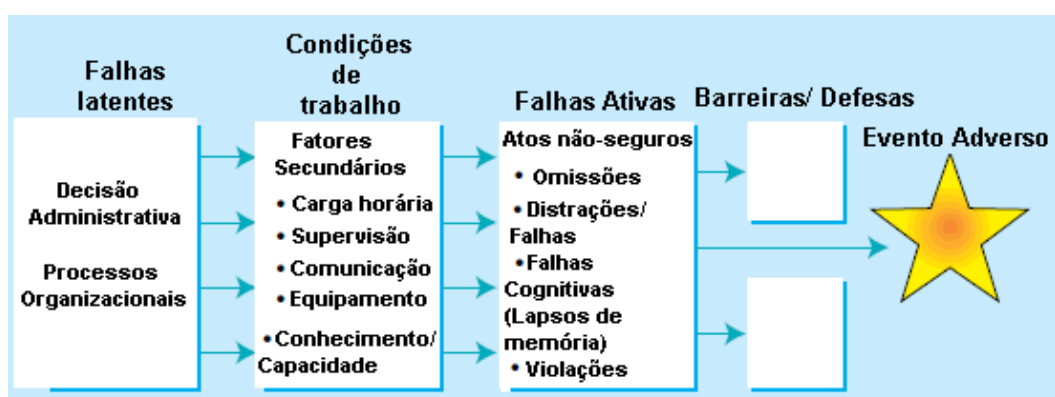 Falhas
latentes
Decisão
Administrativa
Processos
Organizacionais
Condições
de
trabalho
Fatores
Secundários
• Carga horária
• Supervisão
• Comunicação
• Equipamento
• Conhecimento/
Capacidade
Falhas Ativas
Atos não-seguros
• Omissões
• Distrações/
Falhas
• Falhas
Cognitivas
(Lapsos de
memória)
• Violações
Barreiras/ Defesas
Evento Adverso